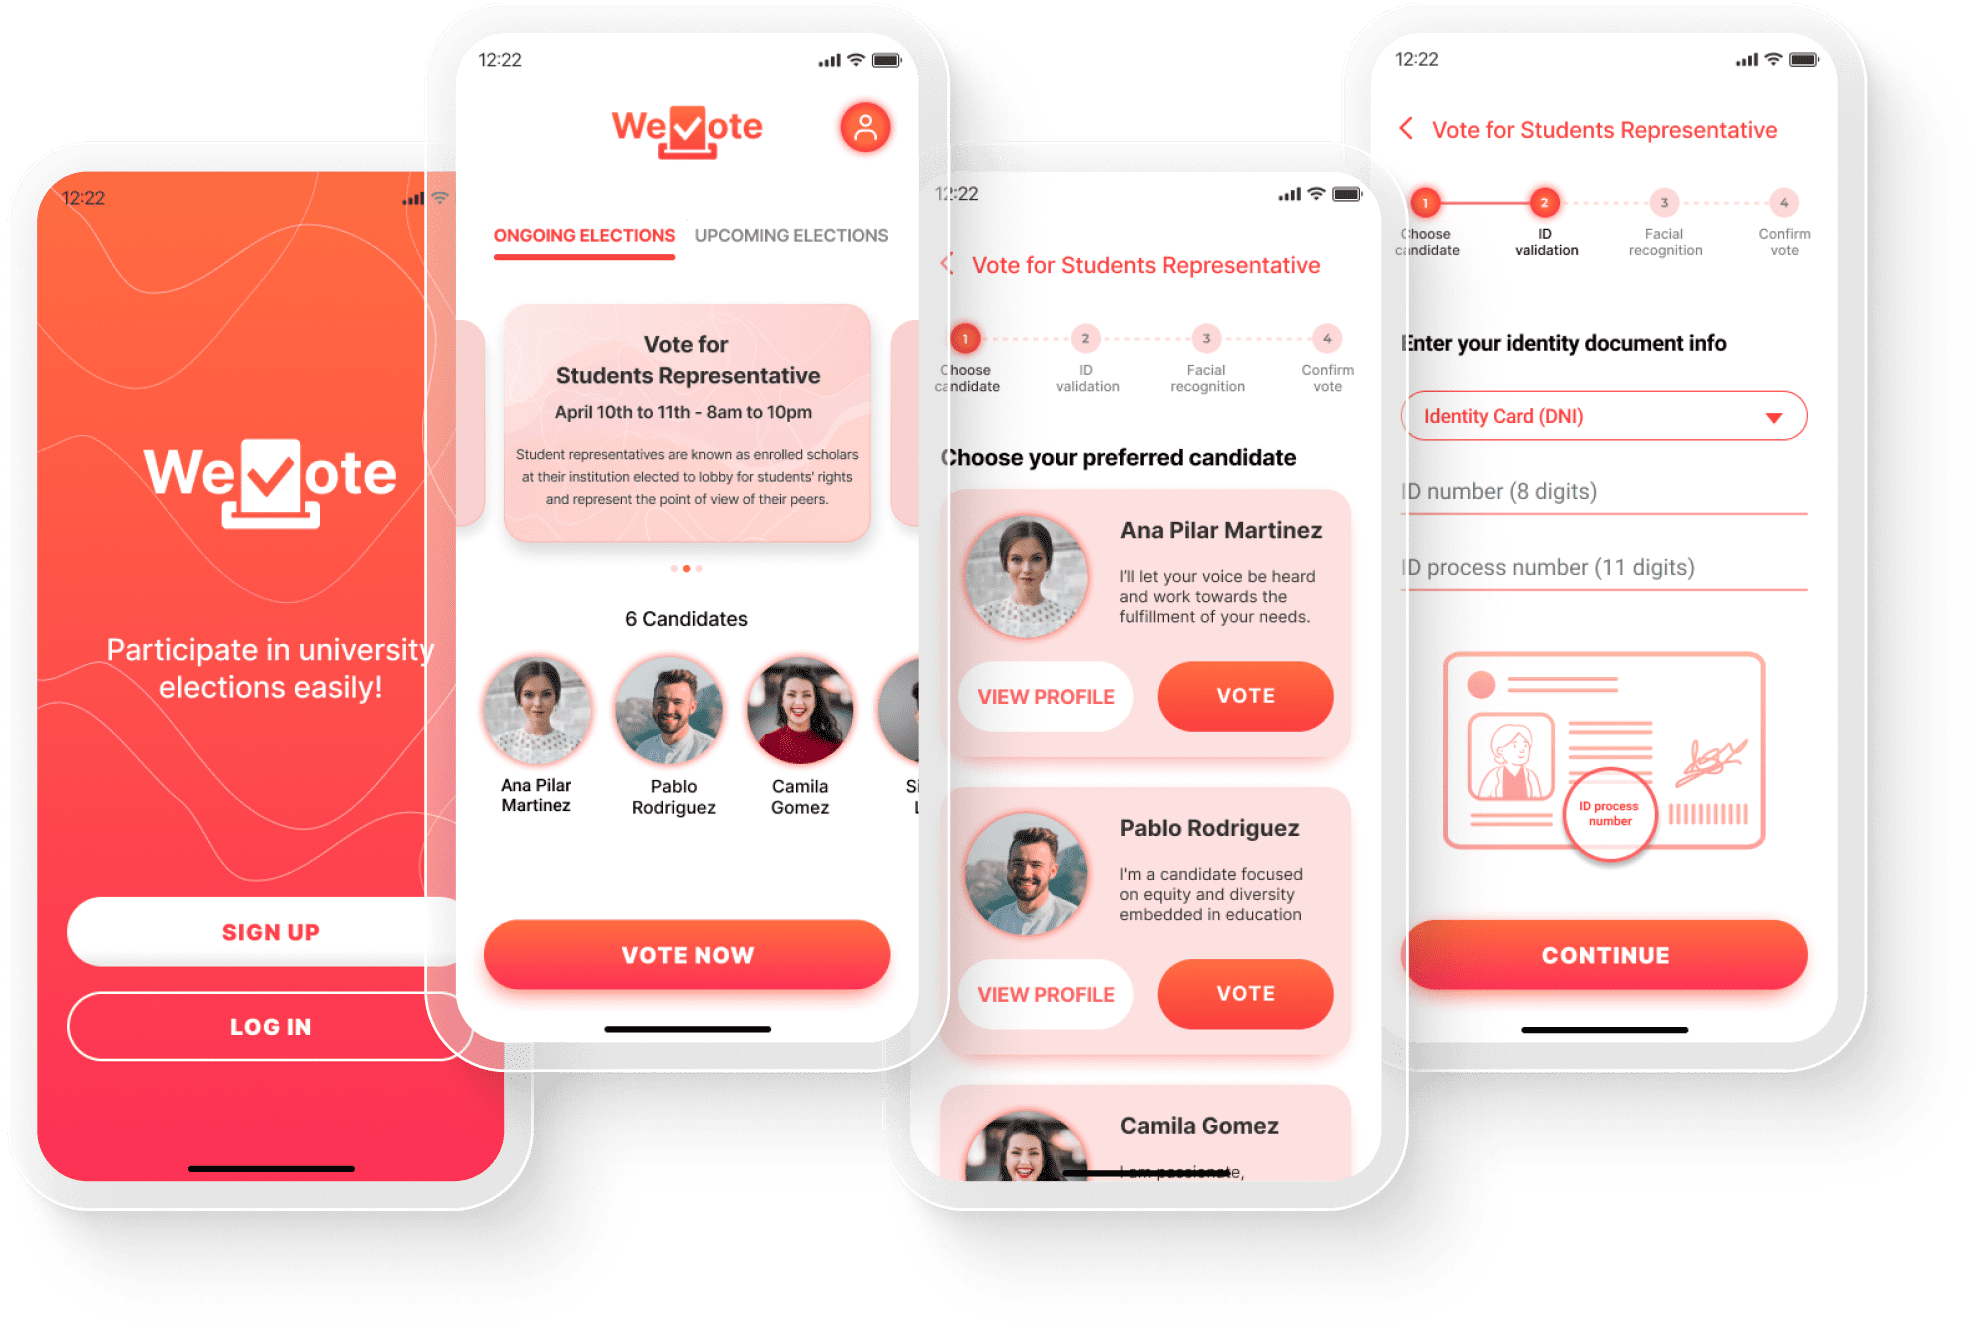 12:22
WeVote
Participate in university
elections easily!
SIGN UP
LOG IN
12:22
WeVote
ONGOING ELECTIONS
UPCOMING ELECTIONS
Vote for
Students Representative
April 10th to 11th - 8am to 10pm
Student representatives are known as enrolled scholars
at their institution elected to lobby for students' rights
and represent the point of view of their peers.
6 Candidates
Ana Pilar
Martinez
Pablo
Rodriguez
Camila
Gomez
Si
L
VOTE NOW
12:22
Vote for Students Representative
1
2
3
4
Choose
candidate
ID
validation
Facial
recognition
Confirm
vote
Choose your preferred candidate
Ana Pilar Martinez
I'll let your voice be heard
and work towards the
fulfillment of your needs.
VIEW PROFILE
VOTE
Pablo Rodriguez
I'm a candidate focused
on equity and diversity
embedded in education
VIEW PROFILE
VOTE
Camila Gomez
I am passionate,
12:22
Vote for Students Representative
1
2
3
4
Choose
candidate
ID
validation
Facial
recognition
Confirm
vote
Enter your identity document info
Identity Card (DNI)
ID number (8 digits)
ID process number (11 digits)
ID process
number
CONTINUE